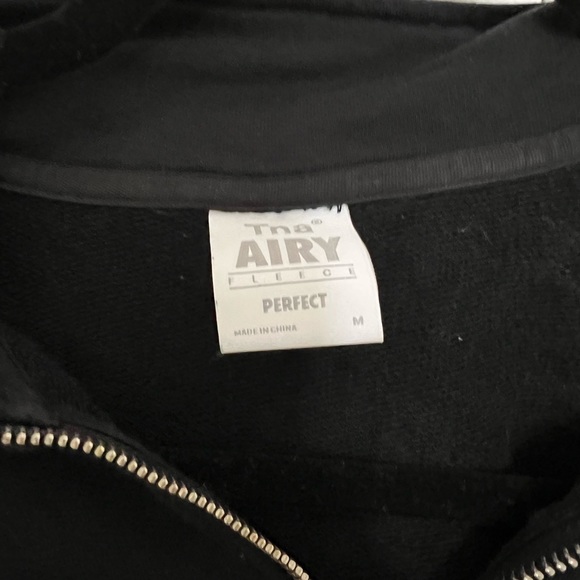 Tna®
AIRY
FLEECE
PERFECT
MADE IN CHINA M